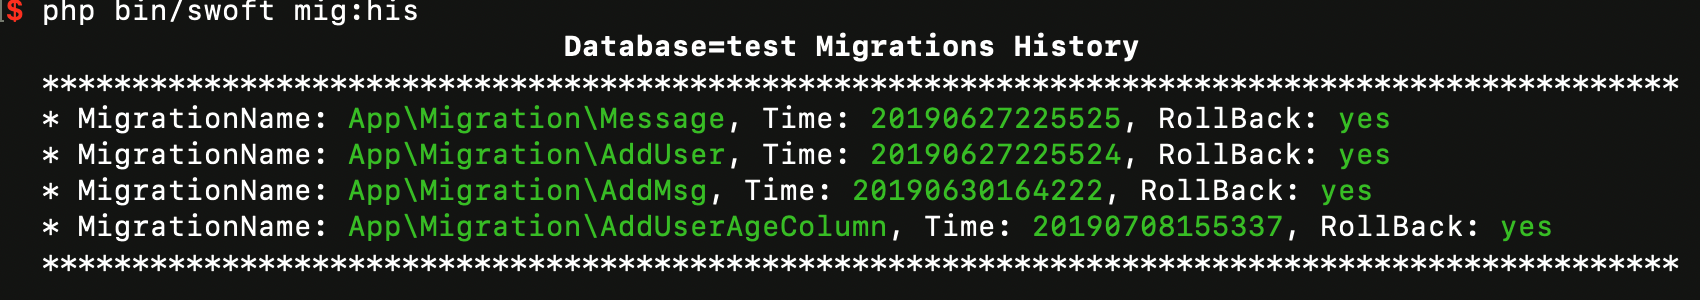 $ php bin/swoft mig:his
Database=test Migrations History
*******************************************************************************************
* MigrationName: App\Migration\Message, Time: 20190627225525, RollBack: yes
* MigrationName: App\Migration\AddUser, Time: 20190627225524, RollBack: yes
* MigrationName: App\Migration\AddMsg, Time: 20190630164222, RollBack: yes
* MigrationName: App\Migration\AddUserAgeColumn, Time: 20190708155337, RollBack: yes
*******************************************************************************************